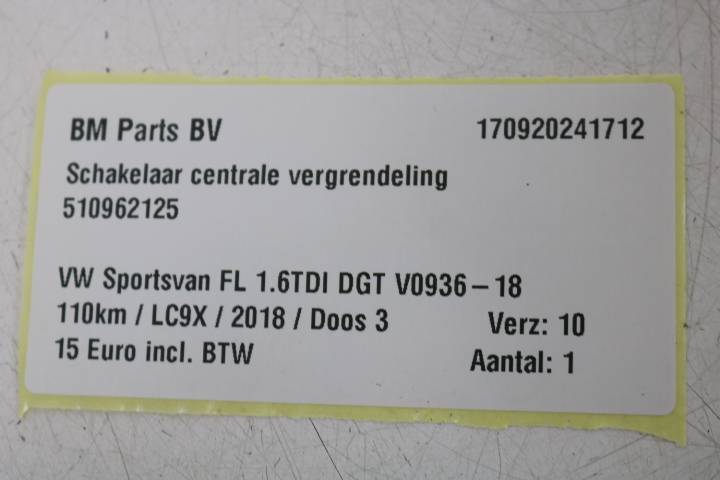 BM Parts BV 170920241712
Schakelaar centrale vergrendeling
510962125
VW Sportsvan FL 1.6TDI DGT V0936-18
110km / LC9X / 2018 / Doos 3 Verz: 10
15 Euro incl. BTW Aantal: 1